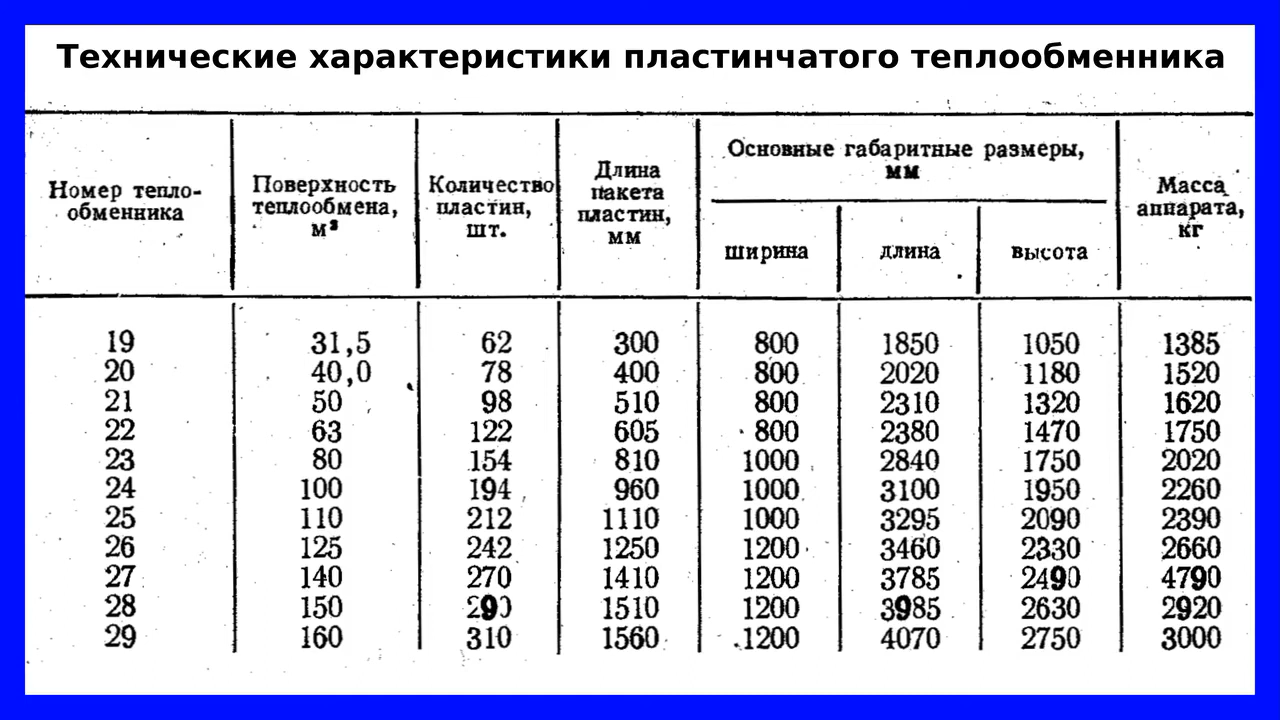 Технические характеристики пластинчатого теплообменника
Номер тепло-
обменника
Поверхность
теплообмена,
м²
Количество
пластин,
шт.
Длина
пакета
пластин,
мм
Основные габаритные размеры,
мм
ширина
длина
высота
Масса
аппарата,
кг
19 31,5 62 300 800 1850 1050 1385
20 40,0 78 400 800 2020 1180 1520
21 50 98 510 800 2310 1320 1620
22 63 122 605 800 2380 1470 1750
23 80 154 810 1000 2840 1750 2020
24 100 194 960 1000 3100 1950 2260
25 110 212 1110 1000 3295 2090 2390
26 125 242 1250 1200 3460 2330 2660
27 140 270 1410 1200 3785 2490 4790
28 150 290 1510 1200 3985 2630 2920
29 160 310 1560 1200 4070 2750 3000